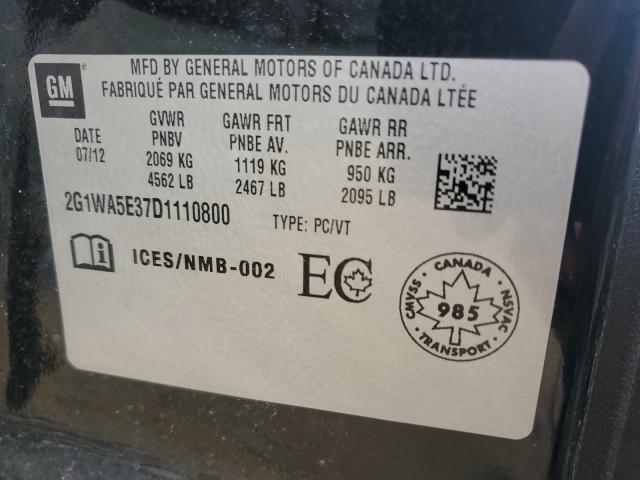 GM ®
MFD BY GENERAL MOTORS OF CANADA LTD.
FABRIQUÉ PAR GENERAL MOTORS DU CANADA LTÉE
DATE
07/12
GVWR
PNBV
2069 KG
4562 LB
GAWR FRT
PNBE AV.
1119 KG
2467 LB
GAWR RR
PNBE ARR.
950 KG
2095 LB
2G1WA5E37D1110800
TYPE: PC/VT
i
ICES/NMB-002
EC
CANADA
CMVSS
NSVAC
985
TRANSPORT